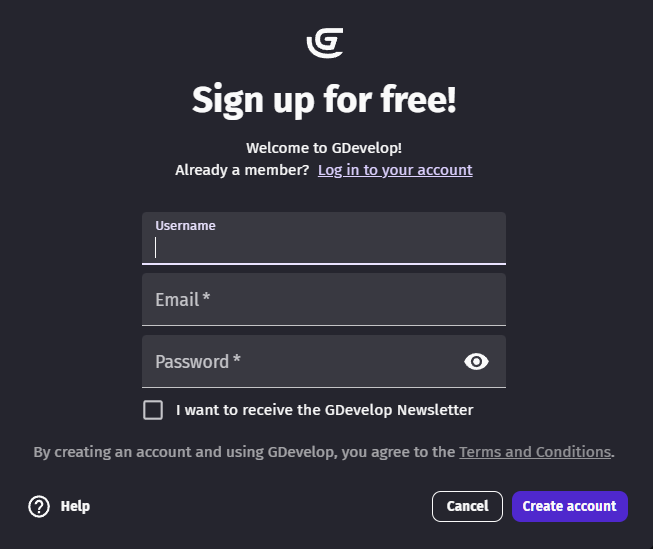 Sign up for free!
Welcome to GDevelop!
Already a member? Log in to your account
Username
Email *
Password *
I want to receive the GDevelop Newsletter
By creating an account and using GDevelop, you agree to the Terms and Conditions.
Help
Cancel
Create account